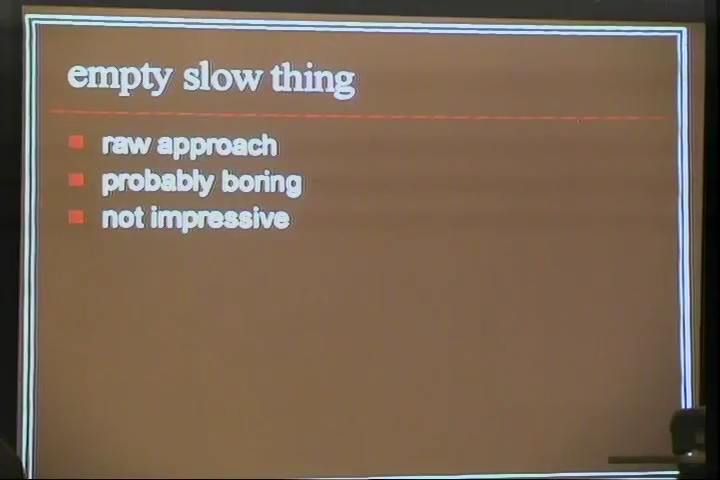 empty slow thing
raw approach
probably boring
not impressive